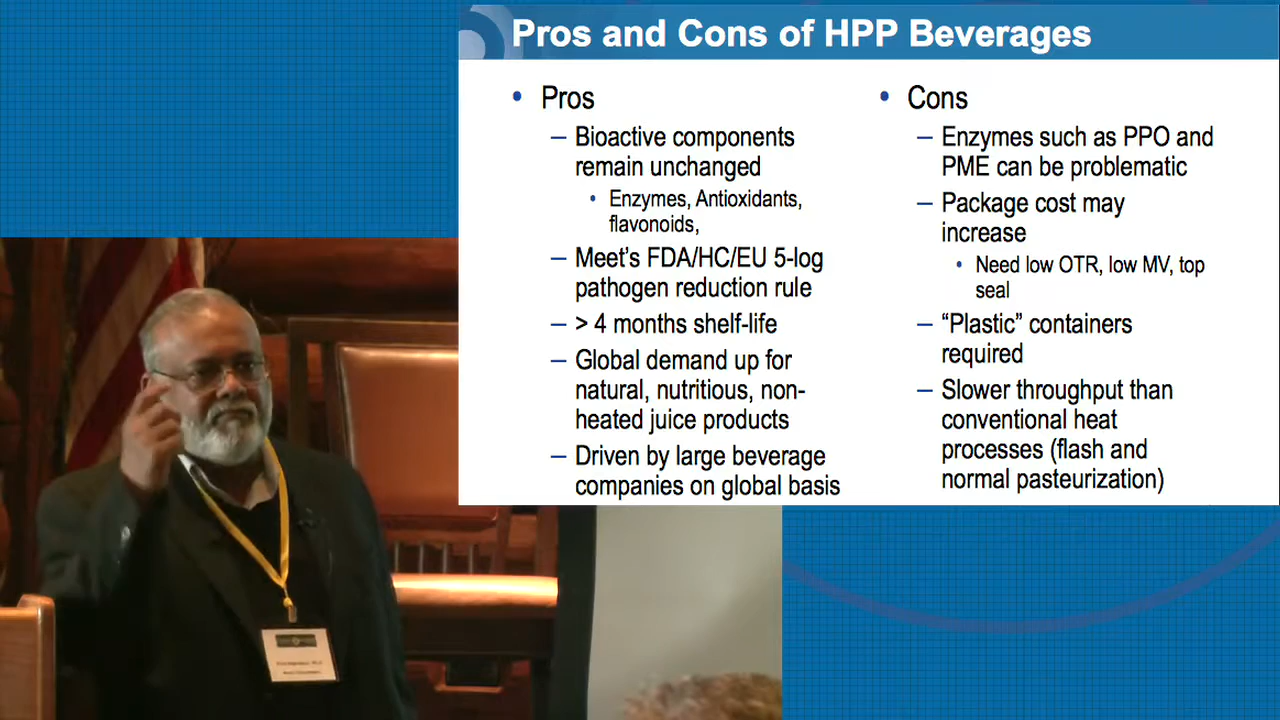 Pros and Cons of HPP Beverages
• Pros
– Bioactive components
remain unchanged
• Enzymes, Antioxidants,
flavonoids,
– Meet's FDA/HC/EU 5-log
pathogen reduction rule
– > 4 months shelf-life
– Global demand up for
natural, nutritious, non-
heated juice products
– Driven by large beverage
companies on global basis
• Cons
– Enzymes such as PPO and
PME can be problematic
– Package cost may
increase
• Need low OTR, low MV, top
seal
– “Plastic” containers
required
– Slower throughput than
conventional heat
processes (flash and
normal pasteurization)